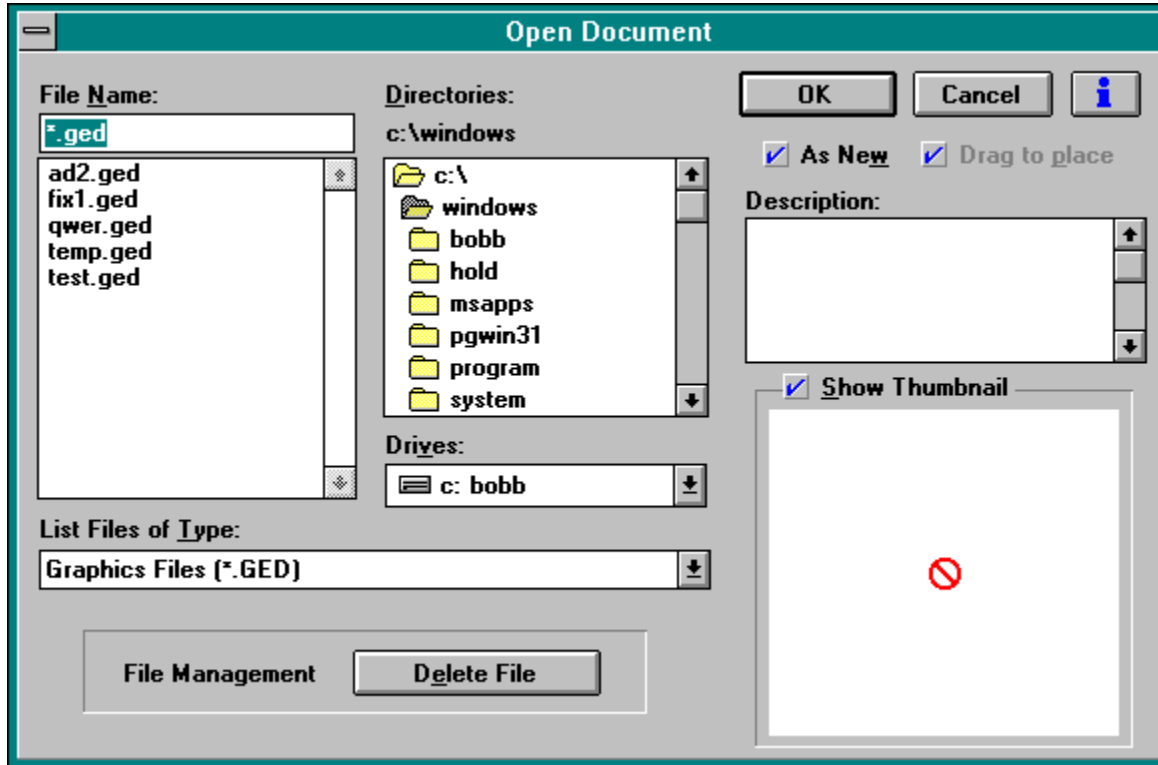 Open Document
File Name:
*.ged
ad2.ged
fix1.ged
qwer.ged
temp.ged
test.ged
Directories:
c:\windows
c:\
windows
bobb
hold
msapps
pgwin31
program
system
Drives:
c: bobb
List Files of Type:
Graphics Files (*.GED)
File Management
Delete File
OK
Cancel
i
As New
Drag to place
Description:
Show Thumbnail